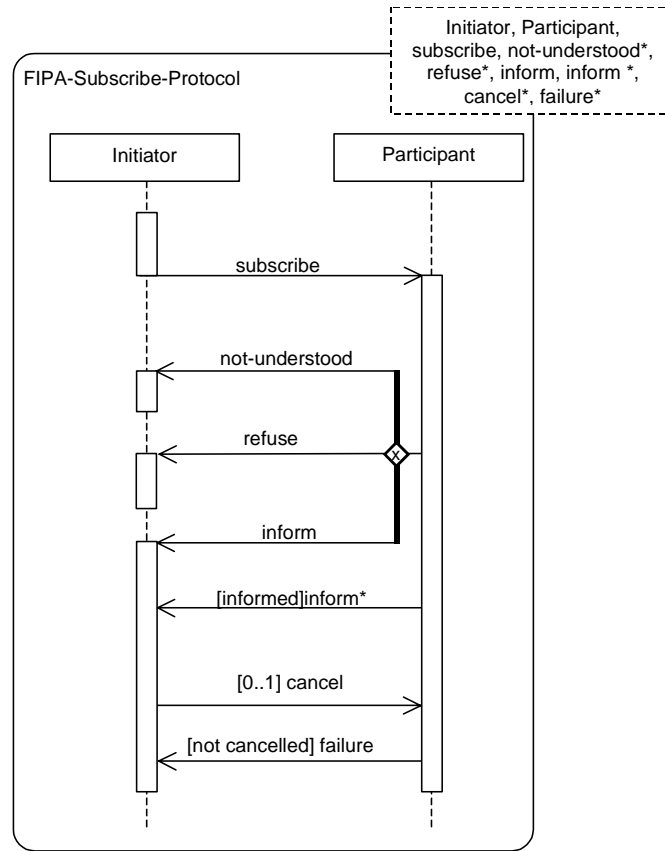 Initiator, Participant,
subscribe, not-understood*,
refuse*, inform, inform *,
cancel*, failure*
FIPA-Subscribe-Protocol
Initiator
Participant
subscribe
not-understood
refuse
x
inform
[informed]inform*
[0..1] cancel
[not cancelled] failure